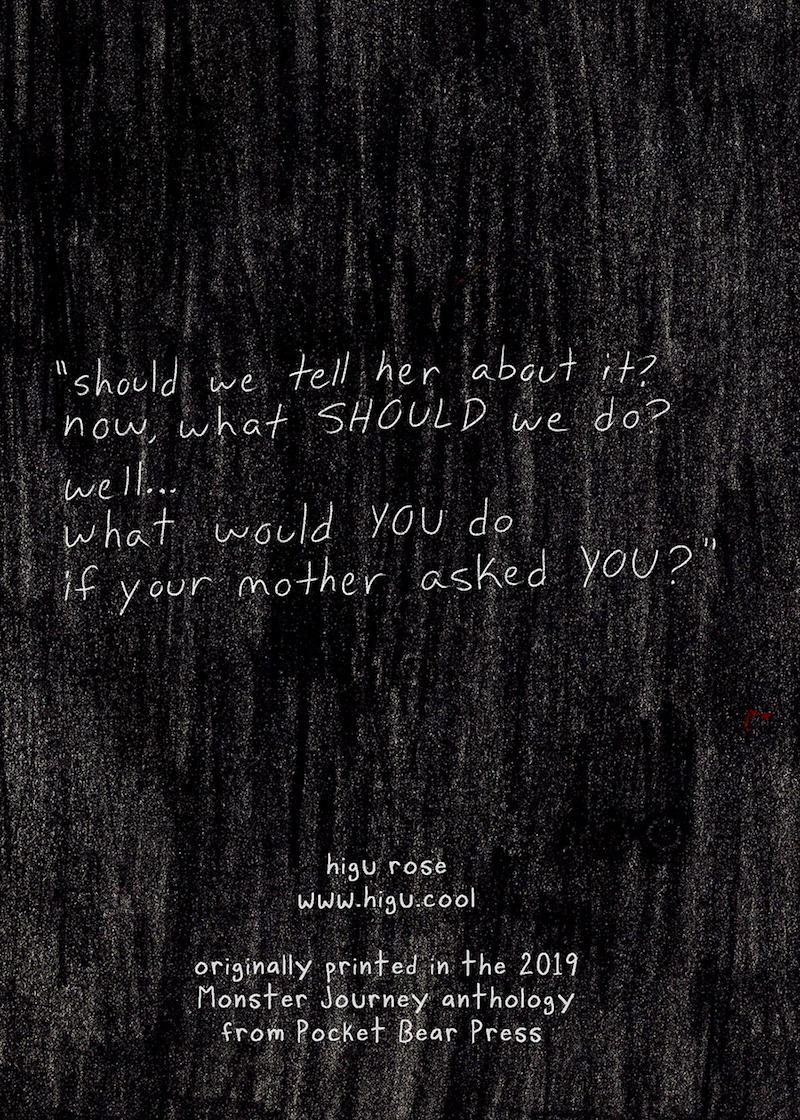 "should we tell her about it?
now, what SHOULD we do?
well...
what would YOU do
if your mother asked YOU?"
higu rose
www.higu.cool
originally printed in the 2019
Monster Journey anthology
from Pocket Bear Press